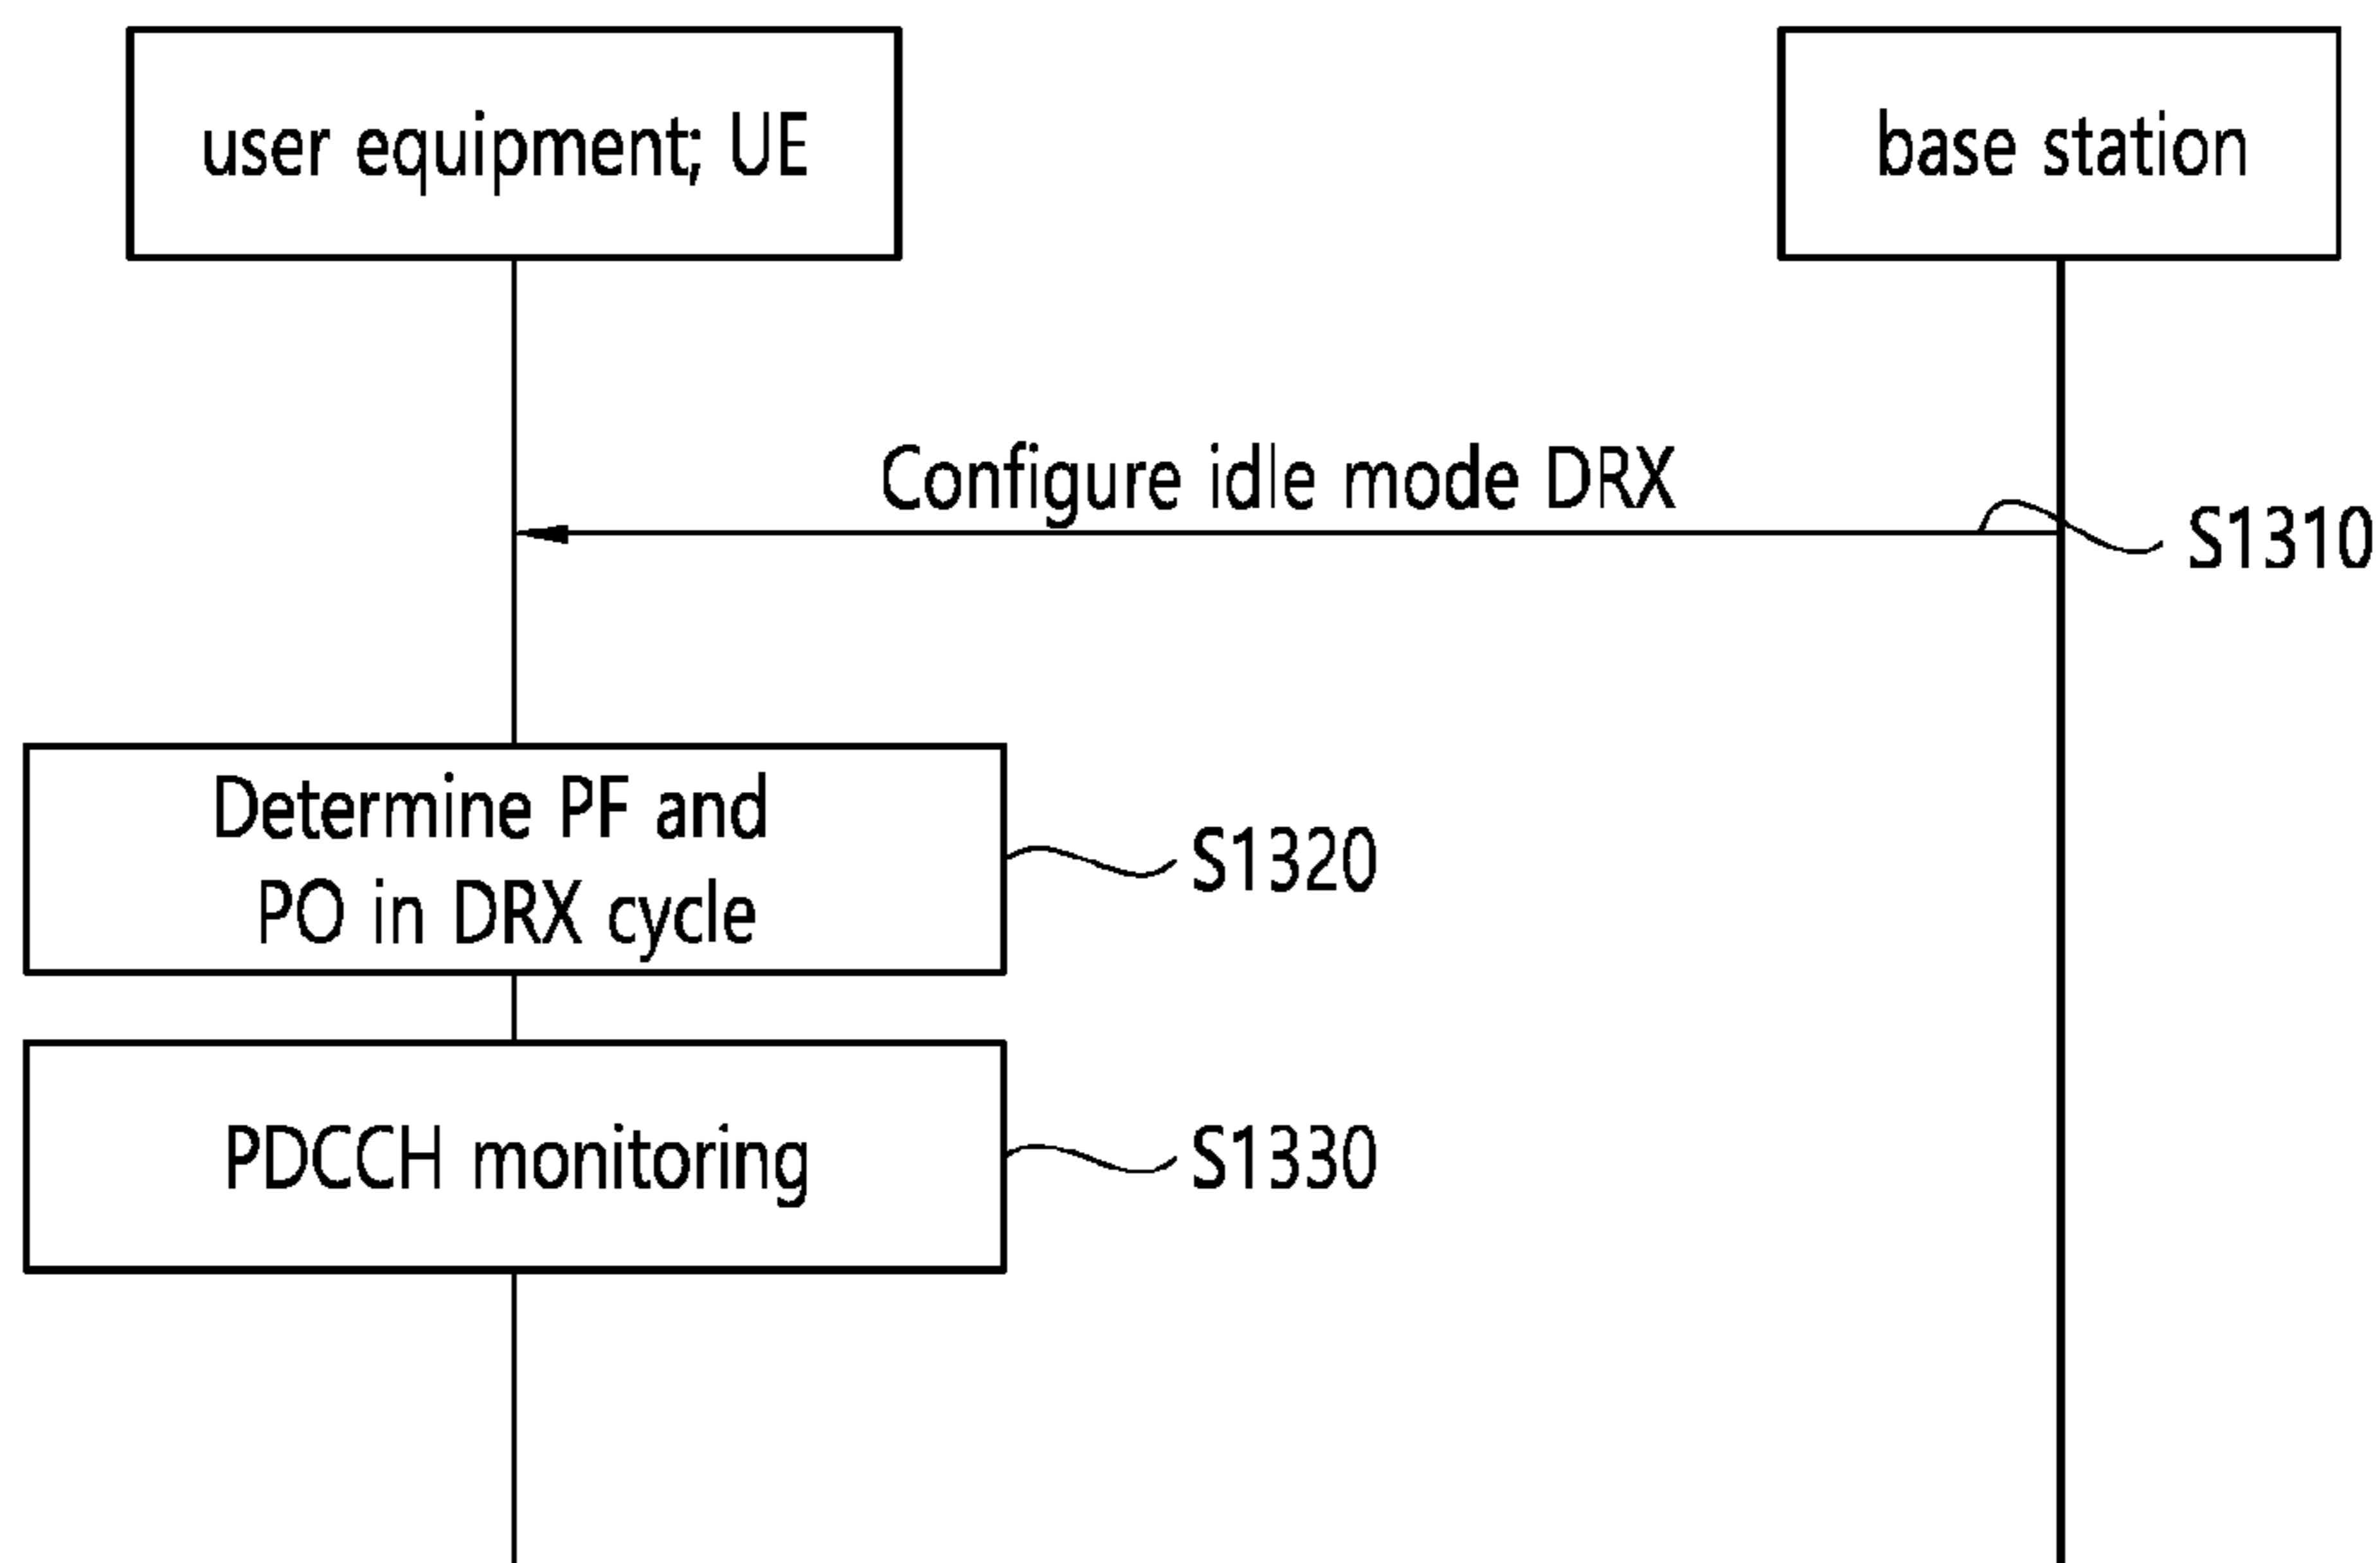 user equipment; UE
base station
Configure idle mode DRX
S1310
Determine PF and
PO in DRX cycle
S1320
PDCCH monitoring
S1330